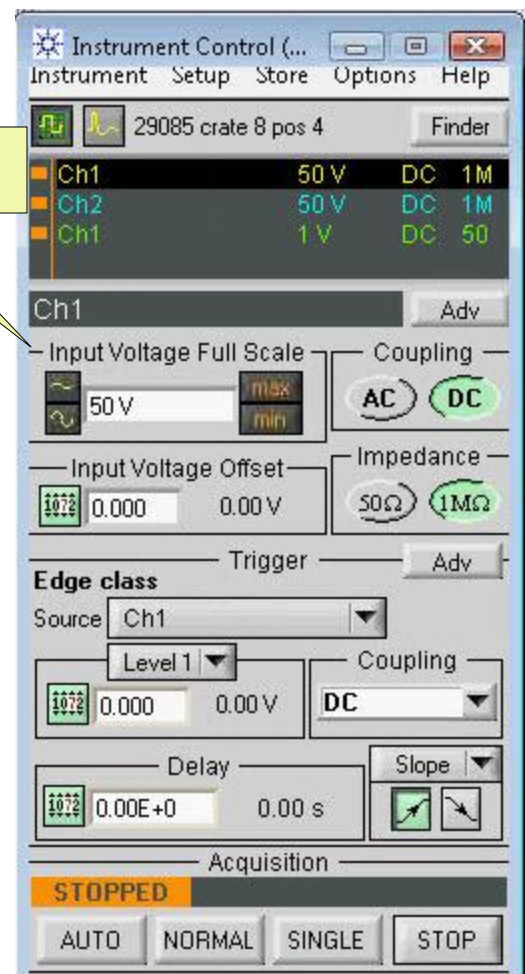 Instrument Control (...
Instrument Setup Store Options Help
29085 crate 8 pos 4 Finder
Ch1 50 V DC 1M
Ch2 50 V DC 1M
Ch1 1 V DC 50
Ch1 Adv
Input Voltage Full Scale Coupling
50 V max min AC DC
Input Voltage Offset Impedance
1072 0.000 0.00 V 50Ω 1MΩ
Trigger Adv
Edge class
Source Ch1
Level 1 Coupling
1072 0.000 0.00 V DC
Delay Slope
1072 0.00E+0 0.00 s
Acquisition
STOPPED
AUTO NORMAL SINGLE STOP